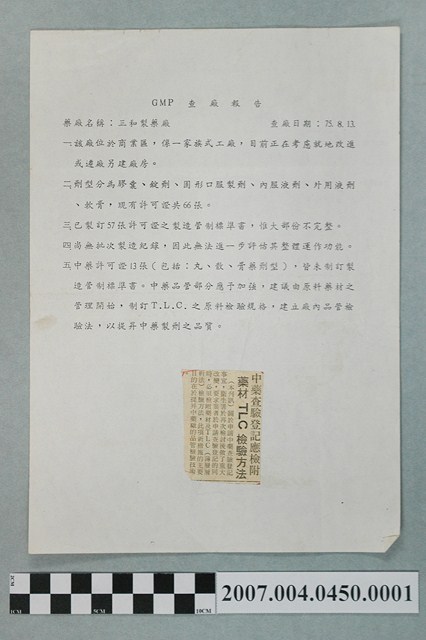 GMP 查廠報告
藥廠名稱：三和製藥廠 查廠日期：75.8.13.
一.該廠位於商業區，係一家族式工廠，目前正在考慮就地改進
或遷廠另建廠房。
二.劑型分為膠囊、錠劑、固形口服製劑、內服液劑、外用液劑
、軟膏，現有許可證共66張。
三.已製訂57張許可證之製造管制標準書，惟大部份不完整。
四.尚無批次製造紀錄，因此無法進一步評估其整體運作功能。
五.中藥許可證13張（包括：丸、散、膏藥劑型），皆未制訂製
造管制標準書。中藥品管部分應予加強，建議由原料藥材之
管理開始，制訂T.L.C.之原料檢驗規格，建立廠內品管檢
驗法，以提昇中藥製劑之品質。
中藥查驗登記應檢附
藥材 TLC 檢驗方法
1CM
5CM
10CM
2007.004.0450.0001